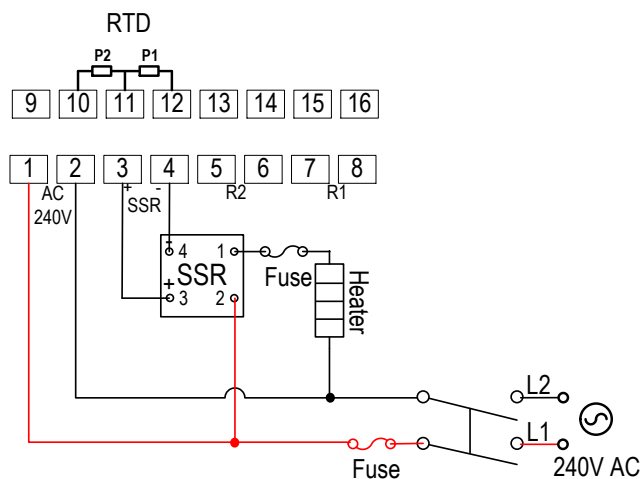 RTD
P2 P1
9 10 11 12 13 14 15 16
1 2 3 4 5 6 7 8
AC 240V
+ - SSR
R2
R1
- 4 1
SSR
+ 3 2
Fuse
Heater
L2
L1
Fuse
240V AC